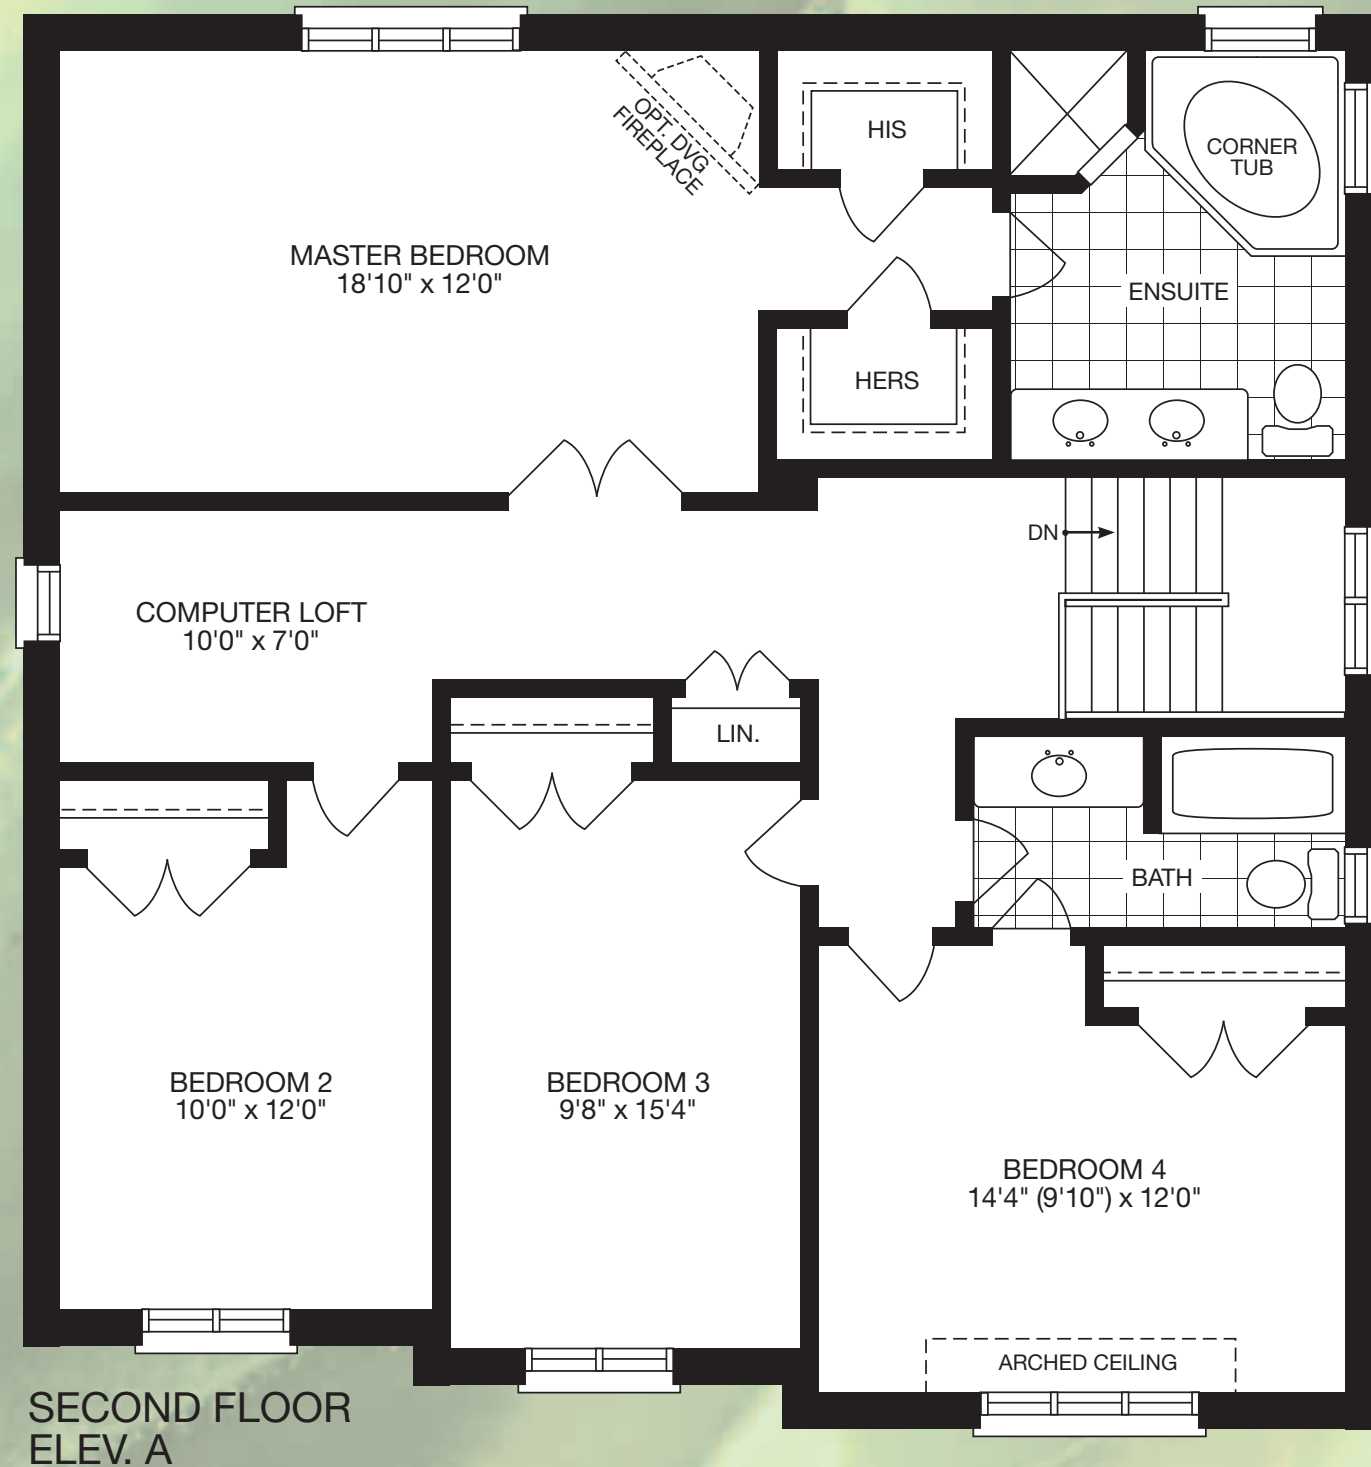 HIS
CORNER
TUB
OPT. DVG
FIREPLACE
MASTER BEDROOM
18'10" x 12'0"
ENSUITE
HERS
DN
COMPUTER LOFT
10'0" x 7'0"
LIN.
BATH
BEDROOM 2
10'0" x 12'0"
BEDROOM 3
9'8" x 15'4"
BEDROOM 4
14'4" (9'10") x 12'0"
ARCHED CEILING
SECOND FLOOR
ELEV. A